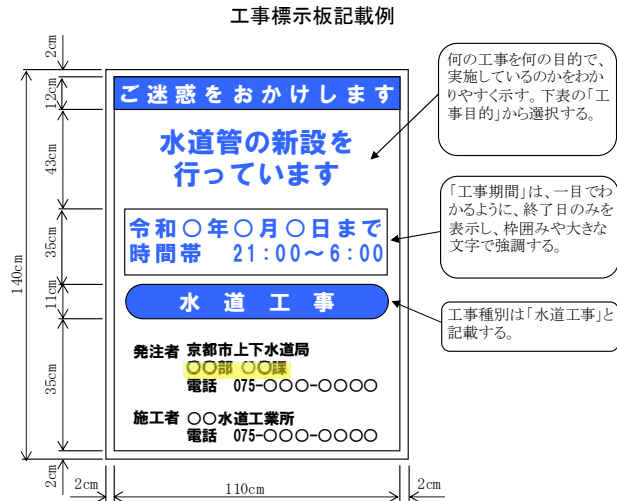 工事標示板記載例
2cm
12cm
43cm
35cm
11cm
35cm
2cm
140cm
2cm
110cm
2cm
ご迷惑をおかけします
水道管の新設を
行っています
令和○年○月○日まで
時間帯　21:00～6:00
水道工事
発注者 京都市上下水道局
○○部 ○○課
電話 075-○○○-○○○○
施工者 ○○水道工業所
電話 075-○○○-○○○○
何の工事を何の目的で、
実施しているのかをわか
りやすく示す。下表の「工
事目的」から選択する。
「工事期間」は、一目でわ
かるように、終了日のみを
表示し、枠囲みや大きな
文字で強調する。
工事種別は「水道工事」と
記載する。